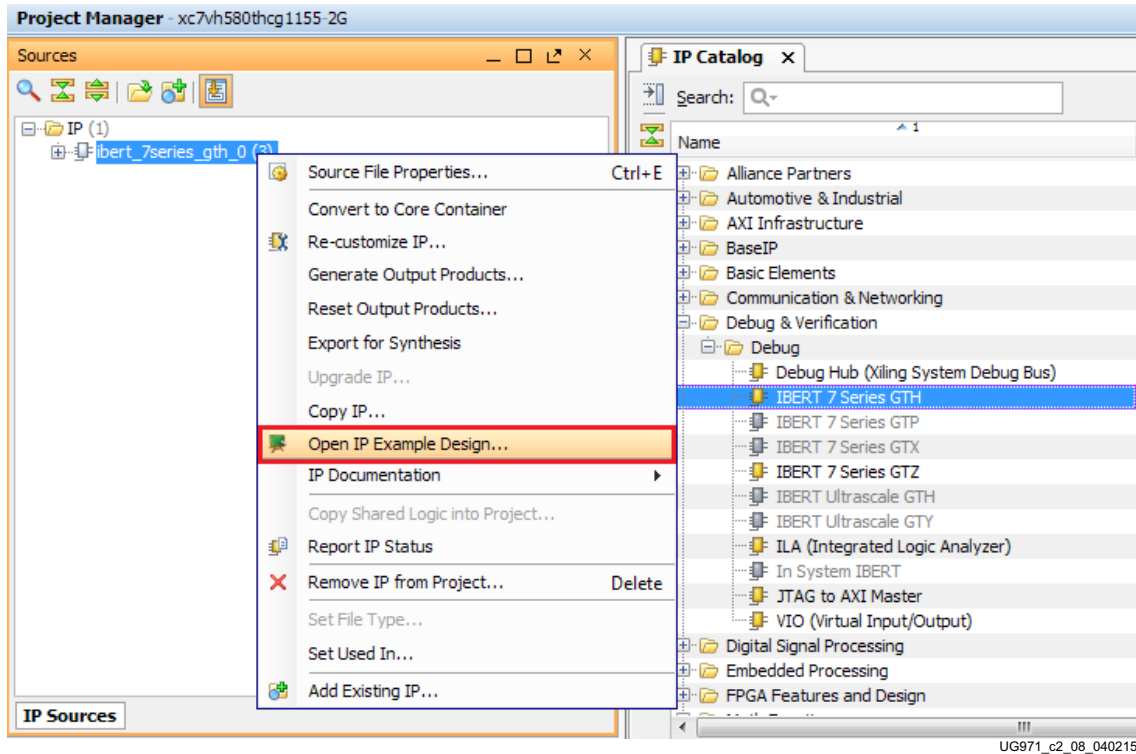 Project Manager - xc7vh580thcg1155-2G
Sources
IP (1)
ibert_7series_gth_0 (3)
Source File Properties... Ctrl+E
Convert to Core Container
Re-customize IP...
Generate Output Products...
Reset Output Products...
Export for Synthesis
Upgrade IP...
Copy IP...
Open IP Example Design...
IP Documentation
Copy Shared Logic into Project...
Report IP Status
Remove IP from Project... Delete
Set File Type...
Set Used In...
Add Existing IP...
IP Sources
IP Catalog
Search:
1
Name
Alliance Partners
Automotive & Industrial
AXI Infrastructure
BaseIP
Basic Elements
Communication & Networking
Debug & Verification
Debug
Debug Hub (Xiling System Debug Bus)
IBERT 7 Series GTH
IBERT 7 Series GTP
IBERT 7 Series GTX
IBERT 7 Series GTZ
IBERT Ultrascale GTH
IBERT Ultrascale GTY
ILA (Integrated Logic Analyzer)
In System IBERT
JTAG to AXI Master
VIO (Virtual Input/Output)
Digital Signal Processing
Embedded Processing
FPGA Features and Design
UG971_c2_08_040215